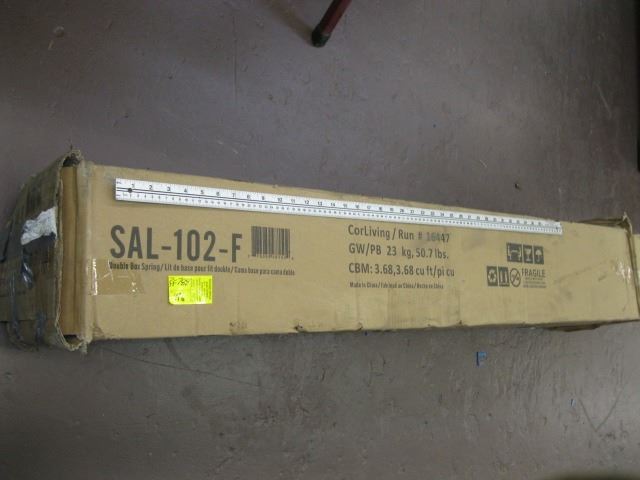 SAL-102-F
Double Box Spring / Lit de base pour lit double / Cama base para cama doble
CorLiving / Run # 16447
GW/PB 23 kg, 50.7 lbs.
CBM: 3.68,3.68 cu ft/pi cu
Made in China / Fabriqué en China / Hecho en China
FRAGILE